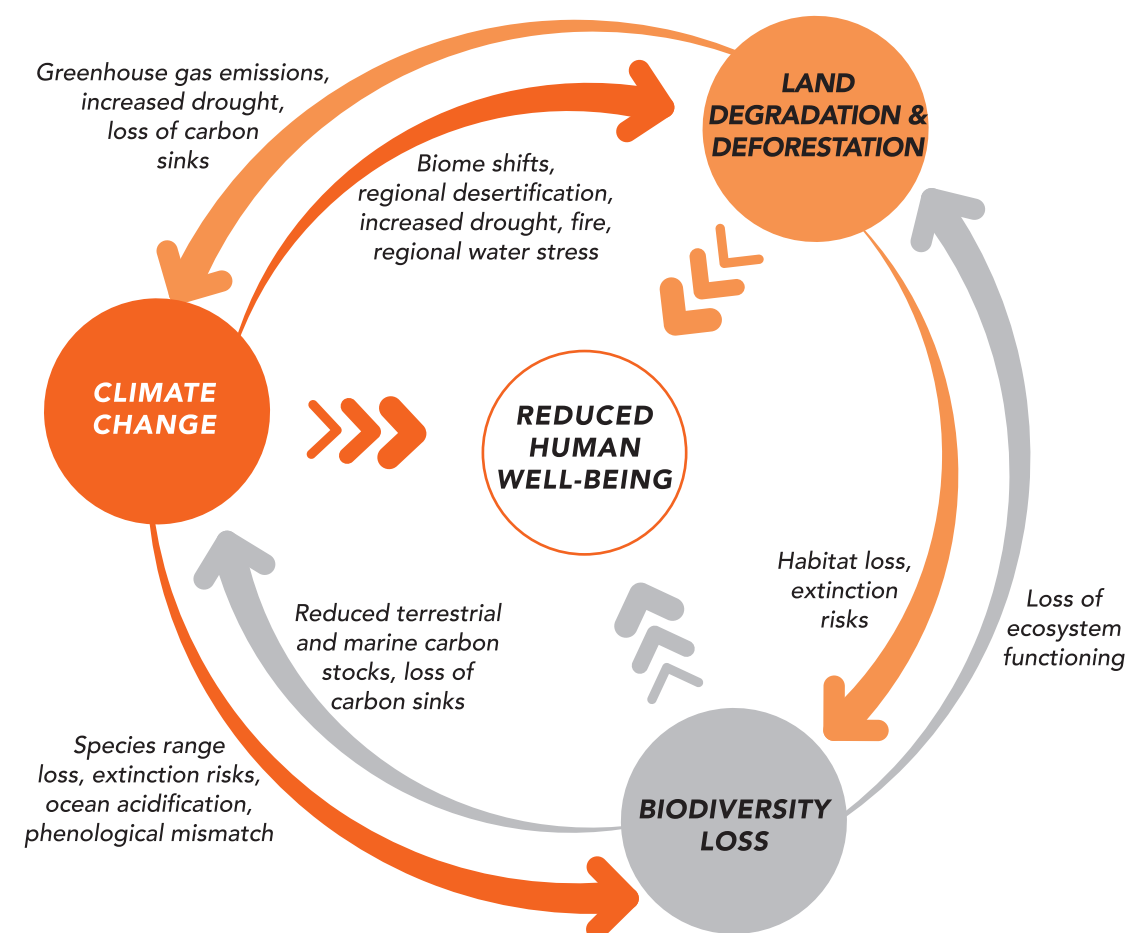 LAND
DEGRADATION &
DEFORESTATION
Greenhouse gas emissions,
increased drought,
loss of carbon
sinks
Biome shifts,
regional desertification,
increased drought, fire,
regional water stress
CLIMATE
CHANGE
REDUCED
HUMAN
WELL-BEING
Habitat loss,
extinction
risks
Loss of
ecosystem
functioning
Reduced terrestrial
and marine carbon
stocks, loss of
carbon sinks
Species range
loss, extinction risks,
ocean acidification,
phenological mismatch
BIODIVERSITY
LOSS